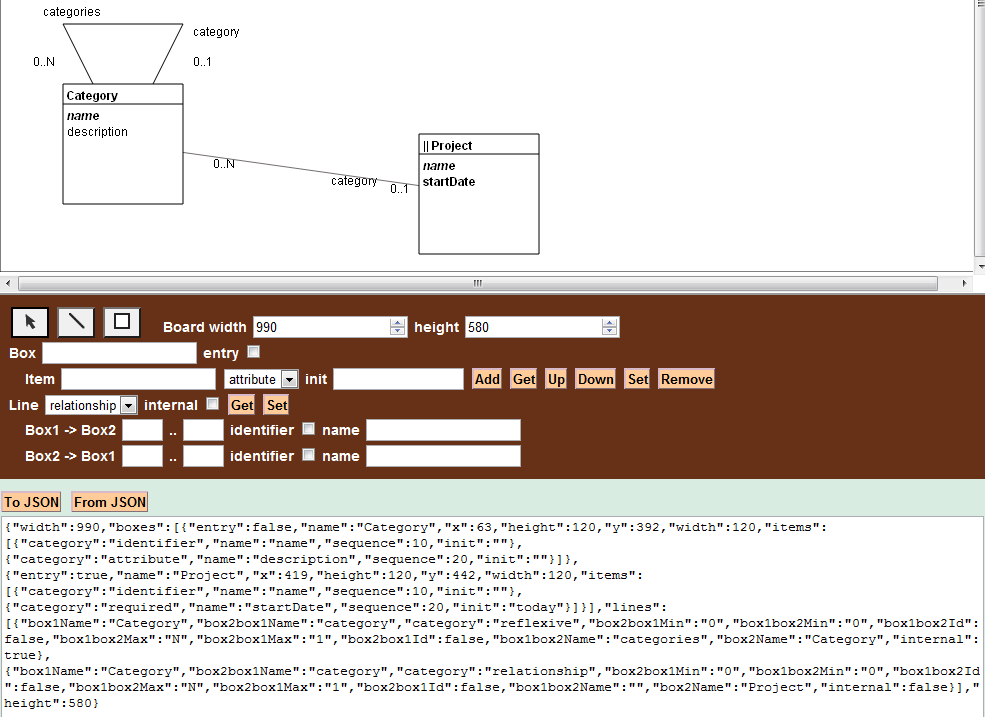 categories
category
0..N
0..1
Category
name
description
|| Project
name
startDate
0..N
category
0..1
Board width 990 height 580
Box entry
Item attribute init Add Get Up Down Set Remove
Line relationship internal Get Set
Box1 -> Box2 .. identifier name
Box2 -> Box1 .. identifier name
To JSON From JSON
{"width":990,"boxes":[{"entry":false,"name":"Category","x":63,"height":120,"y":392,"width":120,"items":
[{"category":"identifier","name":"name","sequence":10,"init":""},
{"category":"attribute","name":"description","sequence":20,"init":""}]},
{"entry":true,"name":"Project","x":419,"height":120,"y":442,"width":120,"items":
[{"category":"identifier","name":"name","sequence":10,"init":""},
{"category":"required","name":"startDate","sequence":20,"init":"today"}]}],"lines":
[{"box1Name":"Category","box2box1Name":"category","category":"reflexive","box2box1Min":"0","box1box2Min":"0","box1box2Id":
false,"box1box2Max":"N","box2box1Max":"1","box2box1Id":false,"box1box2Name":"categories","box2Name":"Category","internal":
true},
{"box1Name":"Category","box2box1Name":"category","category":"relationship","box2box1Min":"0","box1box2Min":"0","box1box2Id
":false,"box1box2Max":"N","box2box1Max":"1","box2box1Id":false,"box1box2Name":"","box2Name":"Project","internal":false}],"
height":580}